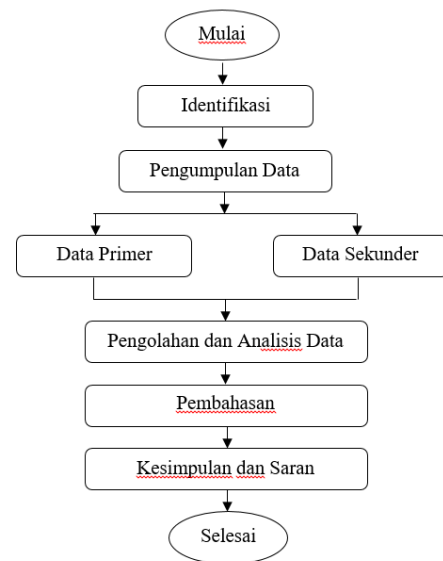 Mulai
Identifikasi
Pengumpulan Data
Data Primer
Data Sekunder
Pengolahan dan Analisis Data
Pembahasan
Kesimpulan dan Saran
Selesai